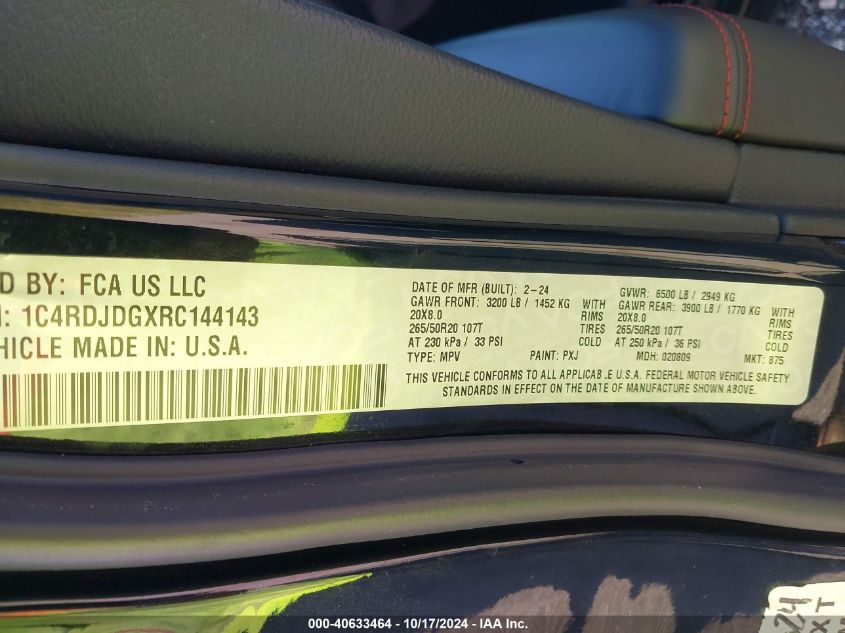 D BY: FCA US LLC
: 1C4RDJDGXRC144143
EHICLE MADE IN: U.S.A.
DATE OF MFR (BUILT): 2-24
GAWR FRONT: 3200 LB / 1452 KG WITH
20X8.0 RIMS
265/50R20 107T TIRES
AT 230 kPa / 33 PSI COLD
TYPE: MPV PAINT: PXJ
GVWR: 6500 LB / 2949 KG
GAWR REAR: 3900 LB / 1770 KG WITH
20X8.0 RIMS
265/50R20 107T TIRES
AT 250 kPa / 36 PSI COLD
MDH: 020809 MKT: 875
THIS VEHICLE CONFORMS TO ALL APPLICAB.E U.S.A. FEDERAL MOTOR VEHICLE SAFETY
STANDARDS IN EFFECT ON THE DATE OF MANUFACTURE SHOWN ABOVE.
24
XT
000-40633464 - 10/17/2024 - IAA Inc.